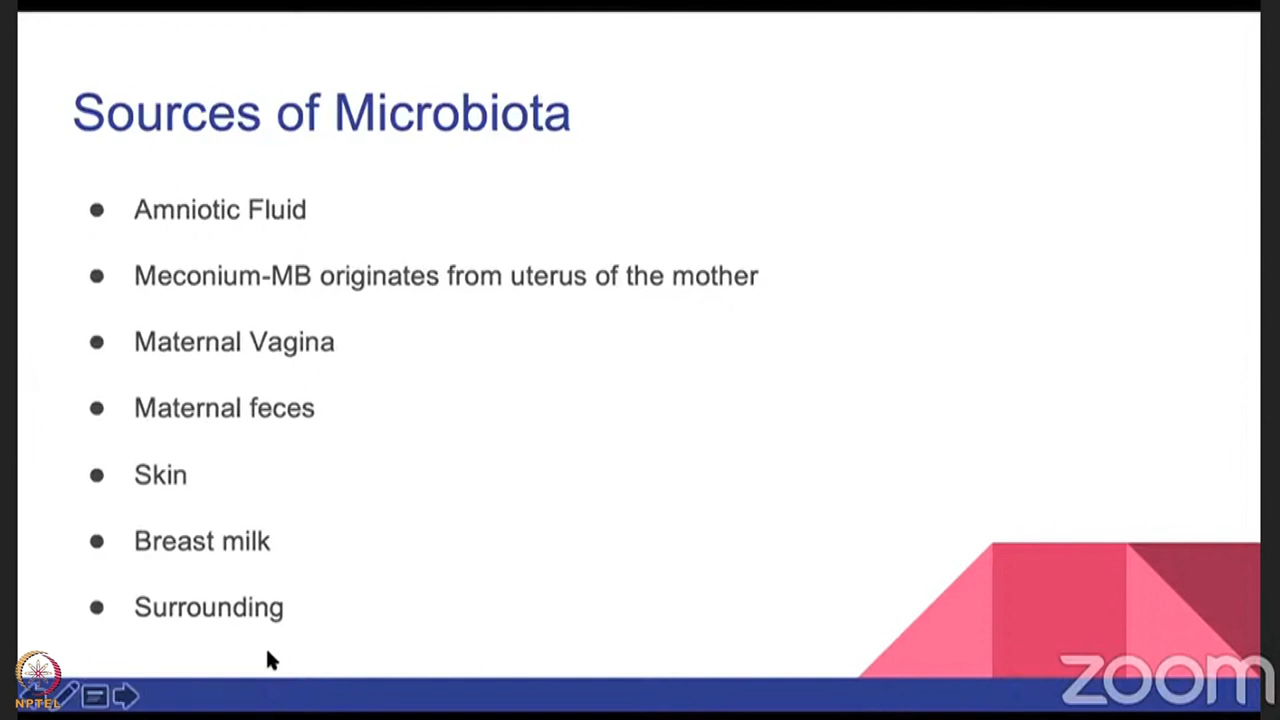 Sources of Microbiota
● Amniotic Fluid
● Meconium-MB originates from uterus of the mother
● Maternal Vagina
● Maternal feces
● Skin
● Breast milk
● Surrounding
NPTEL
zoom